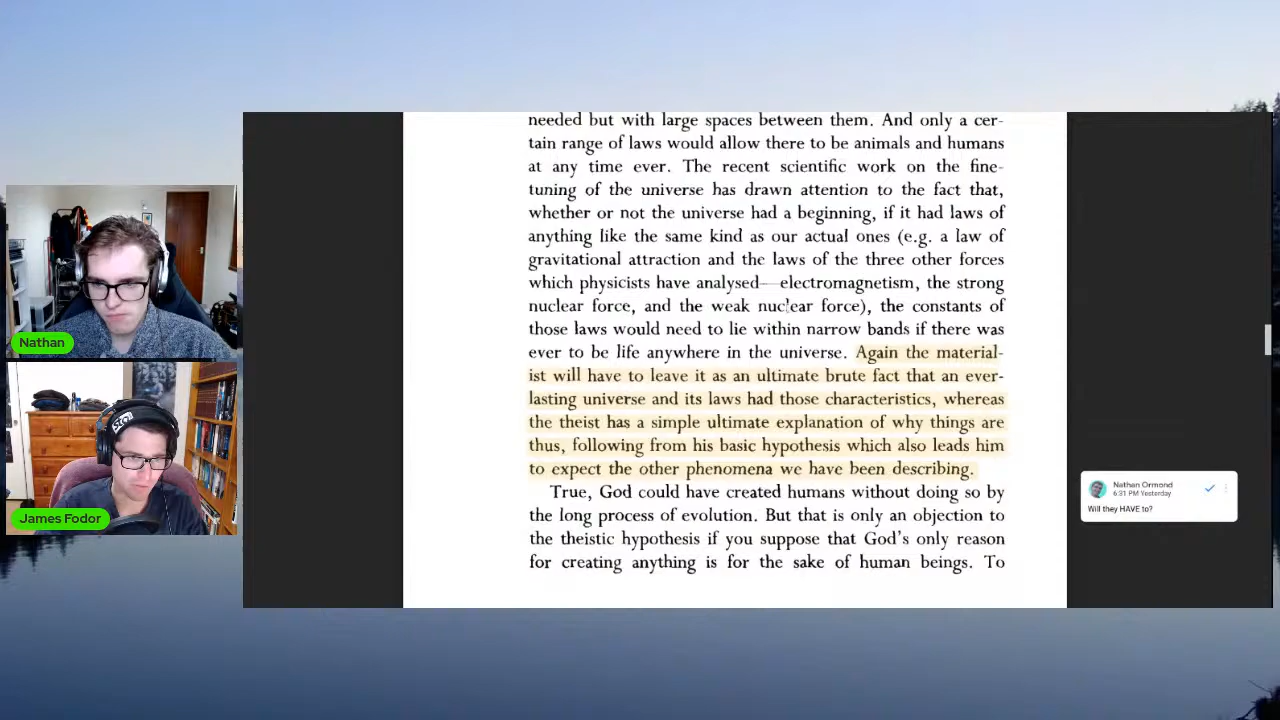 needed but with large spaces between them. And only a cer-
tain range of laws would allow there to be animals and humans
at any time ever. The recent scientific work on the fine-
tuning of the universe has drawn attention to the fact that,
whether or not the universe had a beginning, if it had laws of
anything like the same kind as our actual ones (e.g. a law of
gravitational attraction and the laws of the three other forces
which physicists have analysed—electromagnetism, the strong
nuclear force, and the weak nuclear force), the constants of
those laws would need to lie within narrow bands if there was
ever to be life anywhere in the universe. Again the material-
ist will have to leave it as an ultimate brute fact that an ever-
lasting universe and its laws had those characteristics, whereas
the theist has a simple ultimate explanation of why things are
thus, following from his basic hypothesis which also leads him
to expect the other phenomena we have been describing.
True, God could have created humans without doing so by
the long process of evolution. But that is only an objection to
the theistic hypothesis if you suppose that God's only reason
for creating anything is for the sake of human beings. To
Nathan
James Fodor
Nathan Ormond
6:31 PM Yesterday
Will they HAVE to?